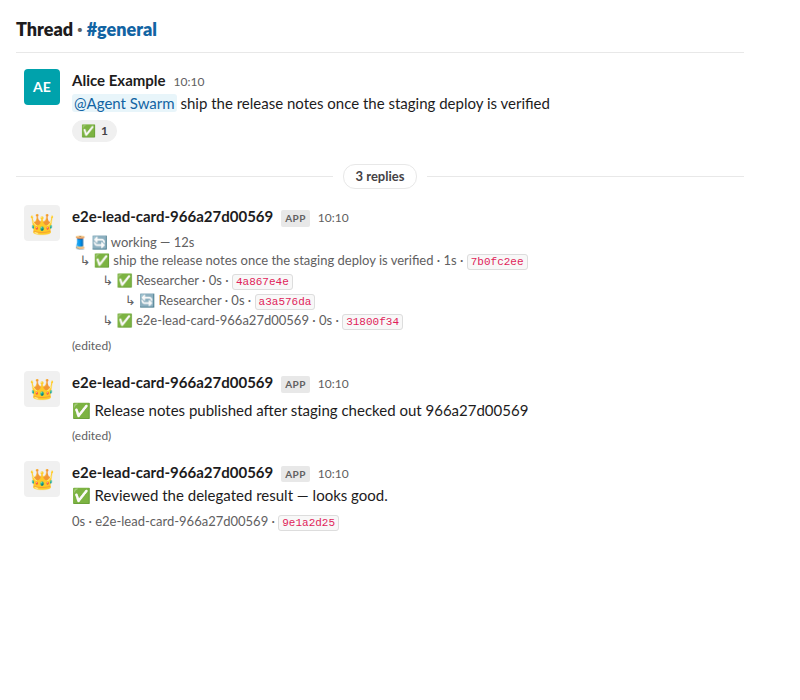 Thread • #general
AE
Alice Example 10:10
@Agent Swarm ship the release notes once the staging deploy is verified
✅ 1
3 replies
e2e-lead-card-966a27d00569 APP 10:10
🧵 🔄 working — 12s
↳ ✅ ship the release notes once the staging deploy is verified · 1s · 7b0fc2ee
↳ ✅ Researcher · 0s · 4a867e4e
↳ 🔄 Researcher · 0s · a3a576da
↳ ✅ e2e-lead-card-966a27d00569 · 0s · 31800f34
(edited)
e2e-lead-card-966a27d00569 APP 10:10
✅ Release notes published after staging checked out 966a27d00569
(edited)
e2e-lead-card-966a27d00569 APP 10:10
✅ Reviewed the delegated result — looks good.
0s · e2e-lead-card-966a27d00569 · 9e1a2d25